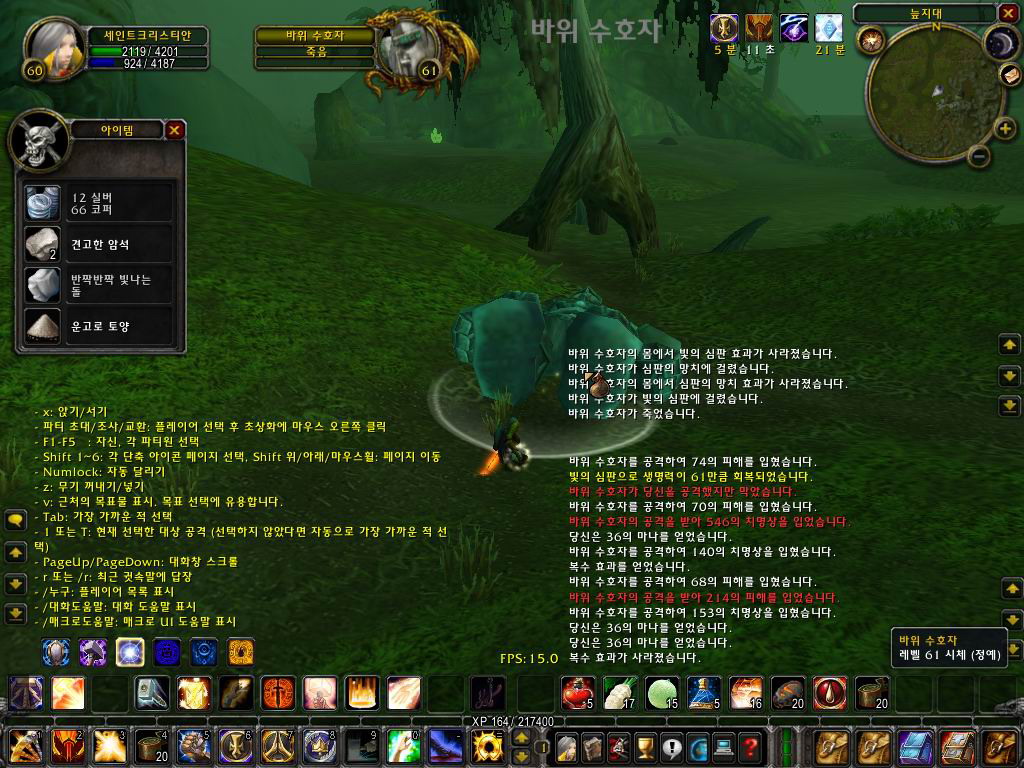 세인트크리스티안
2119 / 4201
924 / 4187
60
바위 수호자
죽음
61
바위 수호자
5 분
11 초
21 분
늪지대
N
아이템
12 실버
66 코퍼
2
견고한 암석
반짝반짝 빛나는
돌
운고로 토양
바위 수호자의 몸에서 빛의 심판 효과가 사라졌습니다.
바위 수호자가 심판의 망치에 걸렸습니다.
바위 수호자의 몸에서 심판의 망치 효과가 사라졌습니다.
바위 수호자가 빛의 심판에 걸렸습니다.
바위 수호자가 죽었습니다.
- x: 앉기/서기
- 파티 초대/조사/교환: 플레이어 선택 후 초상화에 마우스 오른쪽 클릭
- F1-F5 : 자신, 각 파티원 선택
- Shift 1~6: 각 단축 아이콘 페이지 선택, Shift 위/아래/마우스휠: 페이지 이동
- Numlock: 자동 달리기
- z: 무기 꺼내기/넣기
- v: 근처의 목표물 표시, 목표 선택에 유용합니다.
- Tab: 가장 가까운 적 선택
- 1 또는 T: 현재 선택한 대상 공격 (선택하지 않았다면 자동으로 가장 가까운 적 선
택)
- PageUp/PageDown: 대화창 스크롤
- r 또는 /r: 최근 귓속말에 답장
- /누구: 플레이어 목록 표시
- /대화도움말: 대화 도움말 표시
- /매크로도움말: 매크로 UI 도움말 표시
바위 수호자를 공격하여 74의 피해를 입혔습니다.
빛의 심판으로 생명력이 61만큼 회복되었습니다.
바위 수호자가 당신을 공격했지만 막았습니다.
바위 수호자를 공격하여 70의 피해를 입혔습니다.
바위 수호자의 공격을 받아 546의 치명상을 입었습니다.
당신은 36의 마나를 얻었습니다.
바위 수호자를 공격하여 140의 치명상을 입혔습니다.
복수 효과를 얻었습니다.
바위 수호자를 공격하여 68의 피해를 입혔습니다.
바위 수호자의 공격을 받아 214의 피해를 입었습니다.
바위 수호자를 공격하여 153의 치명상을 입혔습니다.
당신은 36의 마나를 얻었습니다.
당신은 36의 마나를 얻었습니다.
복수 효과가 사라졌습니다.
FPS:15.0
바위 수호자
레벨 61 시체 (정예)
5
17
15
5
16
20
20
XP 164/ 217400
1
2
3
4
20
5
6
7
8
9
0
-
=
1